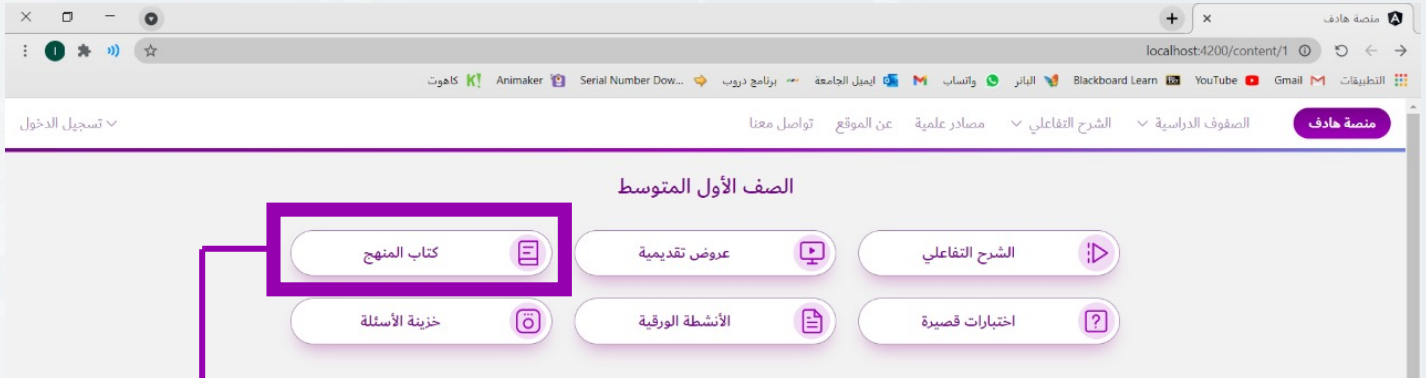 منصة هادف
localhost:4200/content/1
التطبيقات Gmail YouTube Blackboard Learn البانر واتساب ايميل الجامعة برنامج دروب Serial Number Dow... Animaker كاهوت
منصة هادف الصفوف الدراسية الشرح التفاعلي مصادر علمية عن الموقع تواصل معنا تسجيل الدخول
الصف الأول المتوسط
الشرح التفاعلي عروض تقديمية كتاب المنهج
اختبارات قصيرة الأنشطة الورقية خزينة الأسئلة